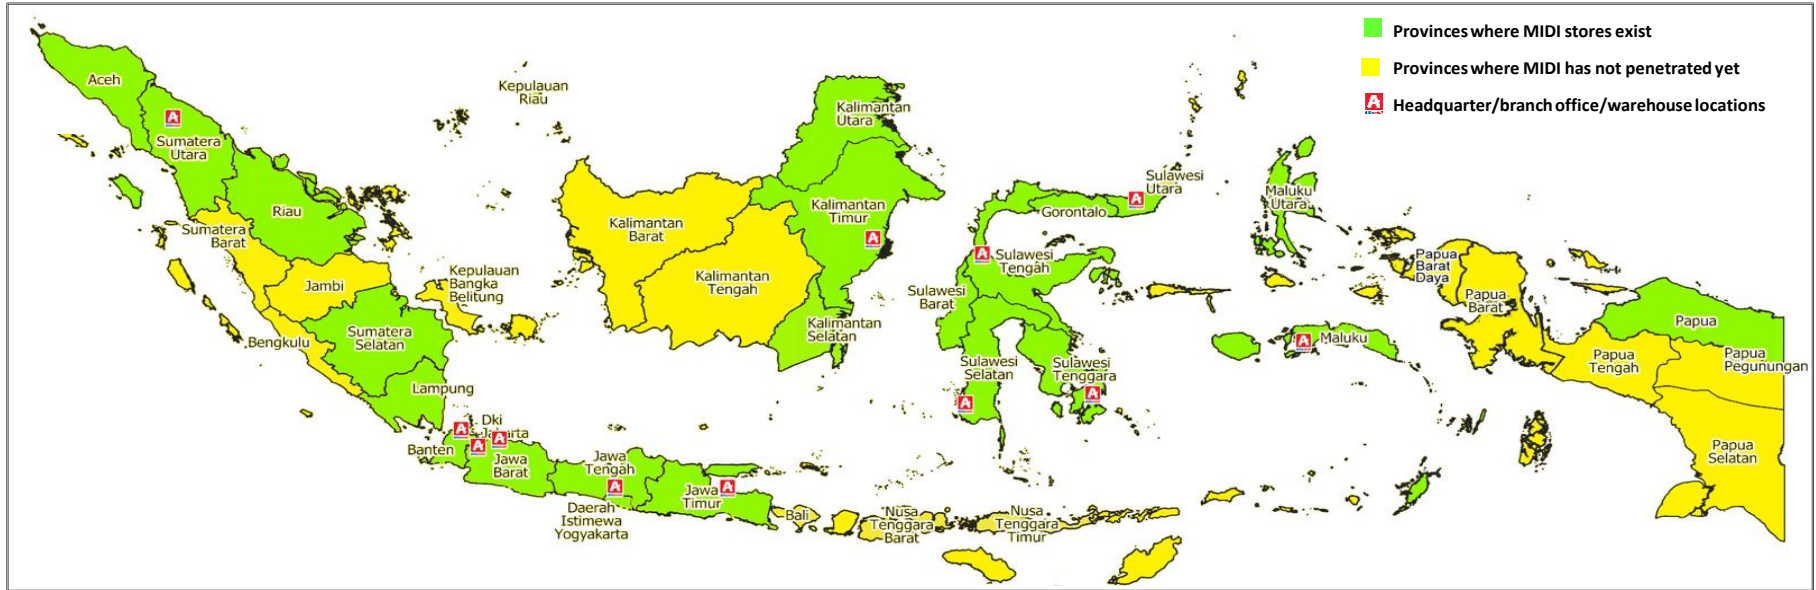 Provinces where MIDI stores exist
Provinces where MIDI has not penetrated yet
A Headquarter/branch office/warehouse locations
Aceh
A
Sumatera
Utara
Riau
Sumatera
Barat
Jambi
Kepulauan
Riau
Kepulauan
Bangka
Belitung
Sumatera
Selatan
Bengkulu
Lampung
Kalimantan
Utara
Kalimantan
Barat
Kalimantan
Timur
A
Kalimantan
Tengah
Kalimantan
Selatan
Sulawesi
Utara
A
Gorontalo
A
Sulawesi
Tengah
Sulawesi
Barat
Sulawesi
Selatan
A
Sulawesi
Tenggara
A
Maluku
Utara
A
Maluku
Papua
Barat
Daya
Papua
Barat
Papua
Papua
Tengah
Papua
Pegunungan
Papua
Selatan
A
Dki
Jakarta
A
A
Banten
Jawa
Barat
Jawa
Tengah
A
Daerah
Istimewa
Yogyakarta
Jawa
Timur
A
Bali
Nusa
Tenggara
Barat
Nusa
Tenggara
Timur